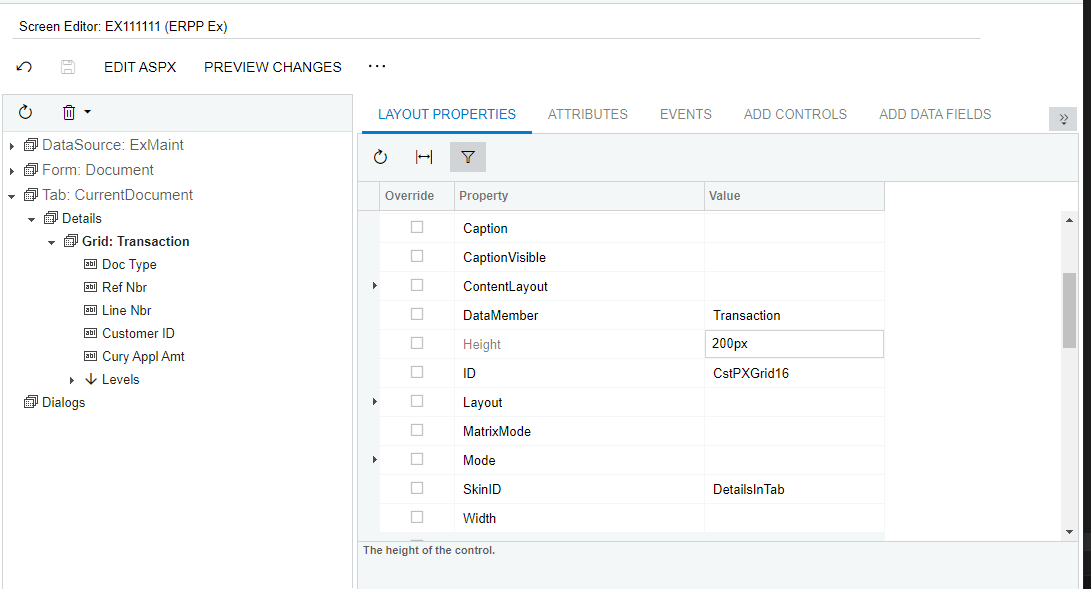 Screen Editor: EX111111 (ERPP Ex)
EDIT ASPX PREVIEW CHANGES ...
LAYOUT PROPERTIES ATTRIBUTES EVENTS ADD CONTROLS ADD DATA FIELDS
DataSource: ExMaint
Form: Document
Tab: CurrentDocument
Details
Grid: Transaction
Doc Type
Ref Nbr
Line Nbr
Customer ID
Cury Appl Amt
Levels
Dialogs
Override Property Value
Caption
CaptionVisible
ContentLayout
DataMember Transaction
Height 200px
ID CstPXGrid16
Layout
MatrixMode
Mode
SkinID DetailsInTab
Width
The height of the control.